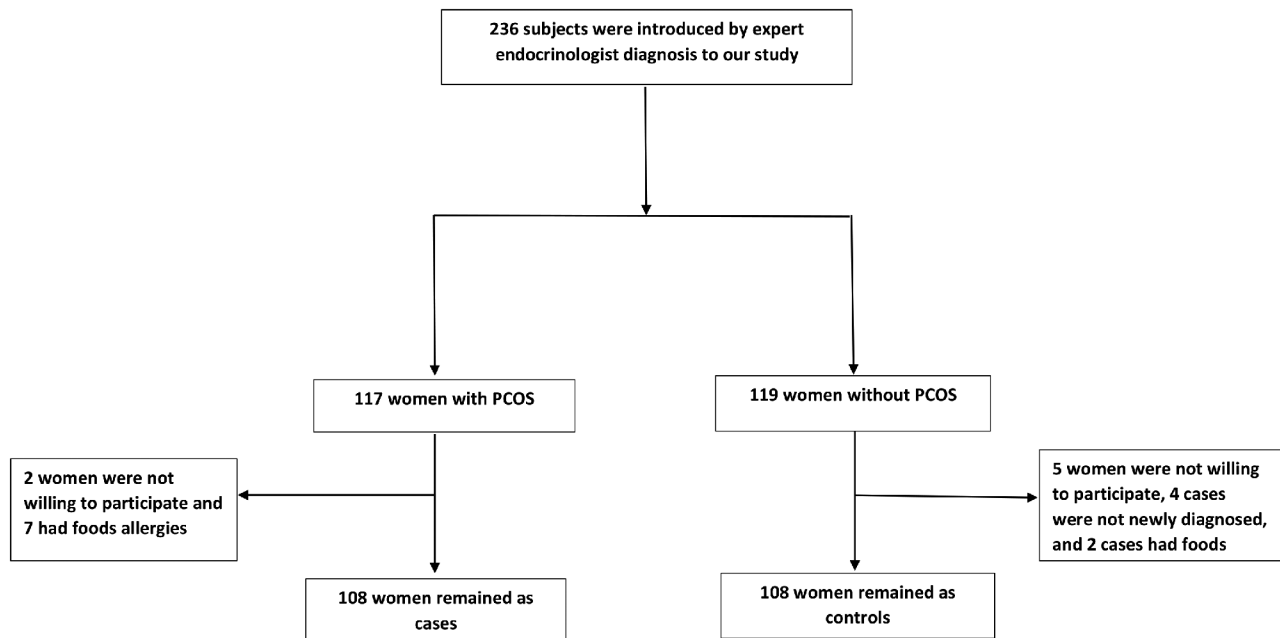 236 subjects were introduced by expert
endocrinologist diagnosis to our study
117 women with PCOS
119 women without PCOS
2 women were not
willing to participate and
7 had foods allergies
5 women were not willing
to participate, 4 cases
were not newly diagnosed,
and 2 cases had foods
108 women remained as
cases
108 women remained as
controls